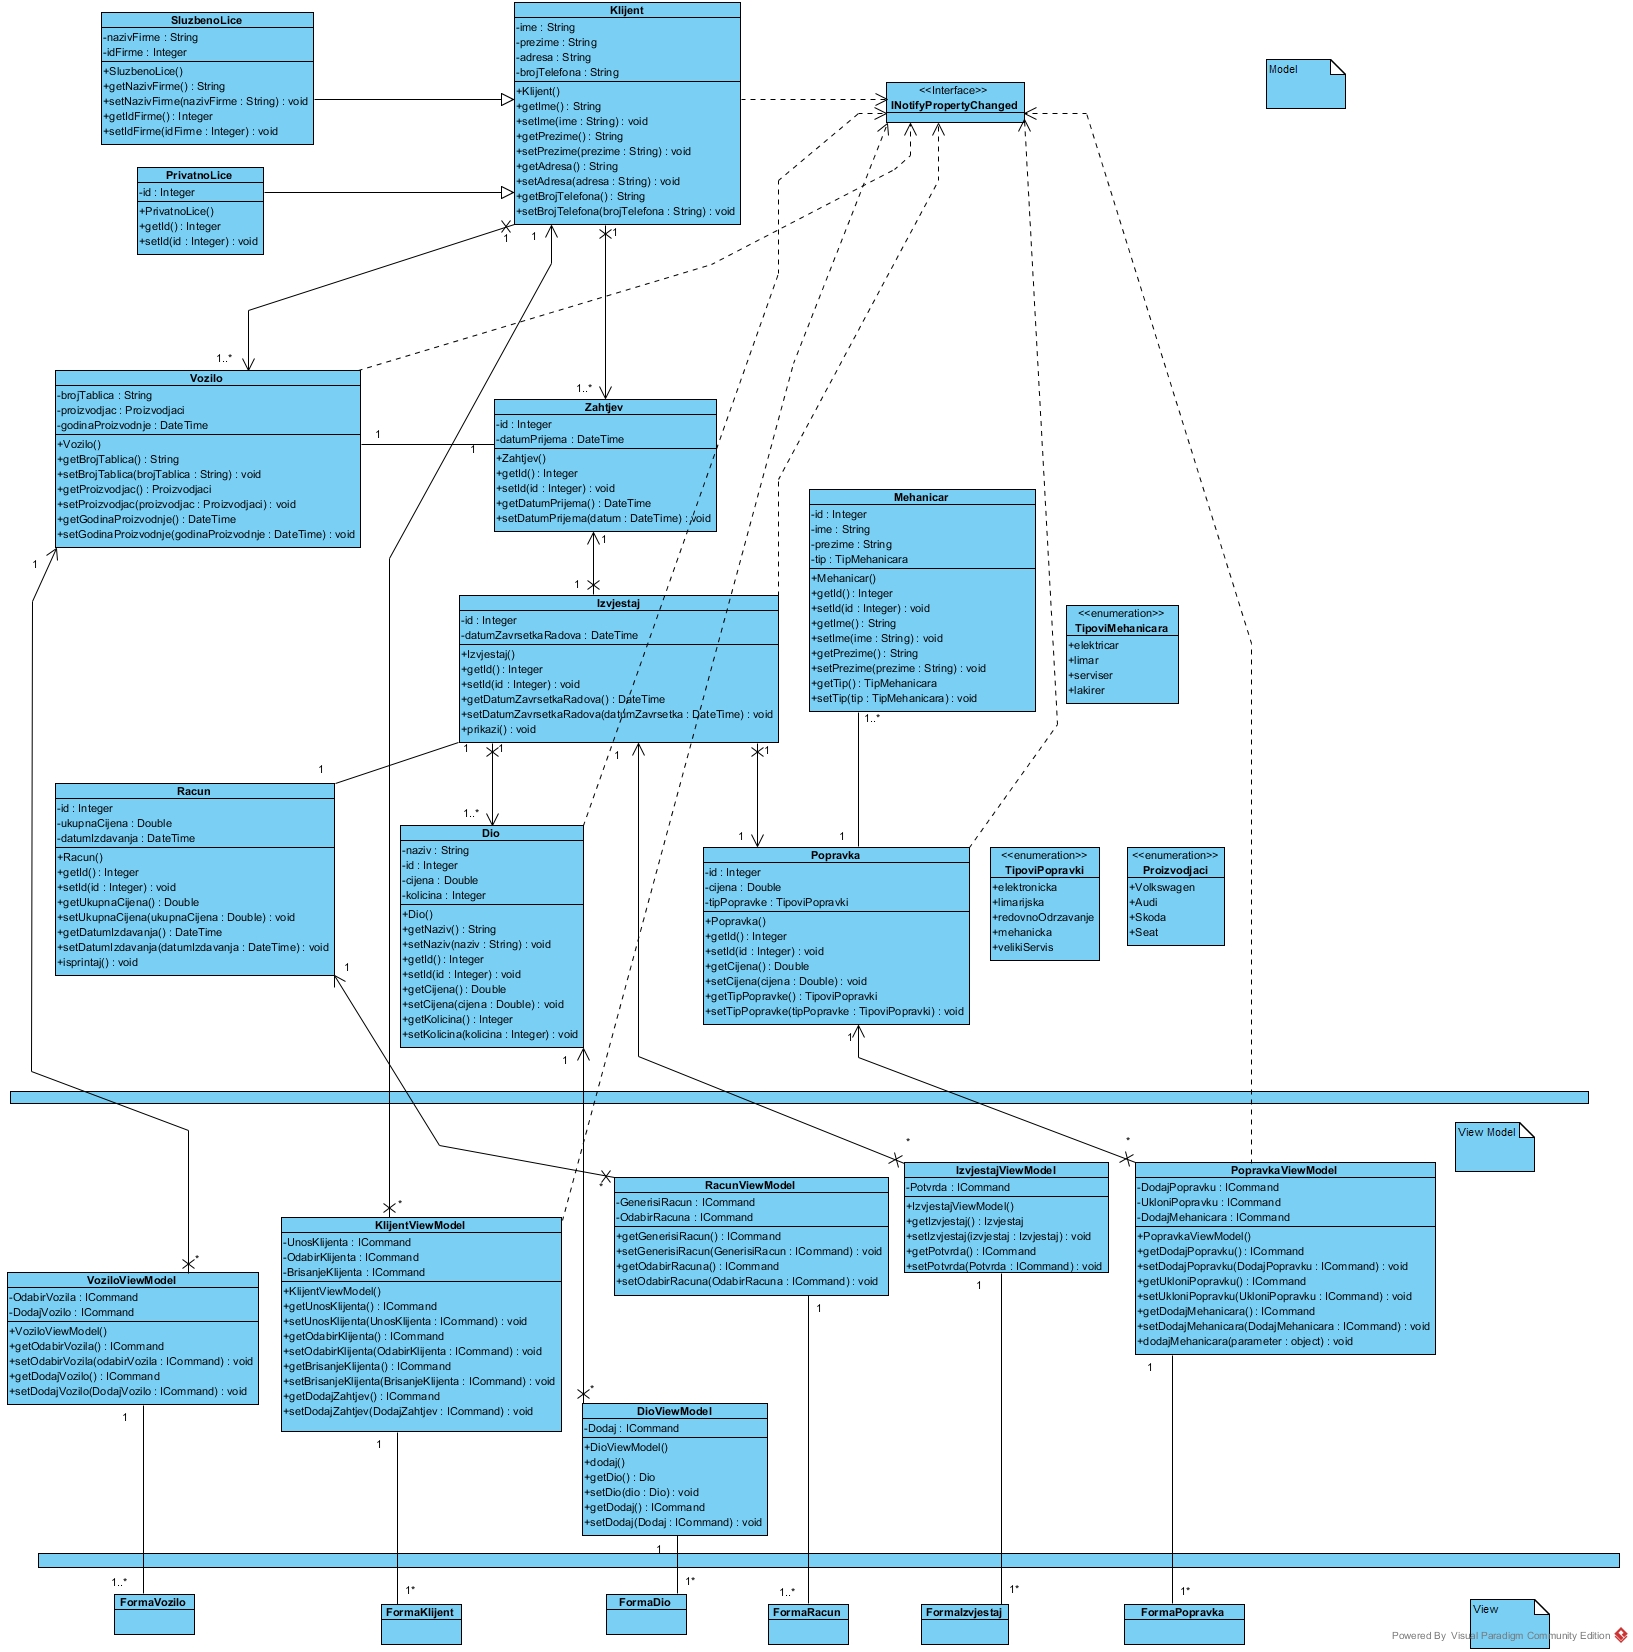 SluzbenoLice
-nazivFirme : String
-idFirme : Integer
+SluzbenoLice()
+getNazivFirme() : String
+setNazivFirme(nazivFirme : String) : void
+getIdFirme() : Integer
+setIdFirme(idFirme : Integer) : void
Klijent
-ime : String
-prezime : String
-adresa : String
-brojTelefona : String
+Klijent()
+getIme() : String
+setIme(ime : String) : void
+getPrezime() : String
+setPrezime(prezime : String) : void
+getAdresa() : String
+setAdresa(adresa : String) : void
+getBrojTelefona() : String
+setBrojTelefona(brojTelefona : String) : void
<<Interface>>
INotifyPropertyChanged
Model
PrivatnoLice
-id : Integer
+PrivatnoLice()
+getId() : Integer
+setId(id : Integer) : void
1
1
1
1..*
1..*
Vozilo
-brojTablica : String
-proizvodjac : Proizvodjaci
-godinaProizvodnje : DateTime
+Vozilo()
+getBrojTablica() : String
+setBrojTablica(brojTablica : String) : void
+getProizvodjac() : Proizvodjaci
+setProizvodjac(proizvodjac : Proizvodjaci) : void
+getGodinaProizvodnje() : DateTime
+setGodinaProizvodnje(godinaProizvodnje : DateTime) : void
1
1
1
Zahtjev
-id : Integer
-datumPrijema : DateTime
+Zahtjev()
+getId() : Integer
+setId(id : Integer) : void
+getDatumPrijema() : DateTime
+setDatumPrijema(datum : DateTime) : void
1
1
Mehanicar
-id : Integer
-ime : String
-prezime : String
-tip : TipMehanicara
+Mehanicar()
+getId() : Integer
+setId(id : Integer) : void
+getIme() : String
+setIme(ime : String) : void
+getPrezime() : String
+setPrezime(prezime : String) : void
+getTip() : TipMehanicara
+setTip(tip : TipMehanicara) : void
1..*
<<enumeration>>
TipoviMehanicara
+elektricar
+limar
+serviser
+lakirer
Izvjestaj
-id : Integer
-datumZavrsetkaRadova : DateTime
+Izvjestaj()
+getId() : Integer
+setId(id : Integer) : void
+getDatumZavrsetkaRadova() : DateTime
+setDatumZavrsetkaRadova(datumZavrsetka : DateTime) : void
+prikazi() : void
1
1
1
1
1
1..*
1
1
Racun
-id : Integer
-ukupnaCijena : Double
-datumIzdavanja : DateTime
+Racun()
+getId() : Integer
+setId(id : Integer) : void
+getUkupnaCijena() : Double
+setUkupnaCijena(ukupnaCijena : Double) : void
+getDatumIzdavanja() : DateTime
+setDatumIzdavanja(datumIzdavanja : DateTime) : void
+isprintaj() : void
1
Dio
-naziv : String
-id : Integer
-cijena : Double
-kolicina : Integer
+Dio()
+getNaziv() : String
+setNaziv(naziv : String) : void
+getId() : Integer
+setId(id : Integer) : void
+getCijena() : Double
+setCijena(cijena : Double) : void
+getKolicina() : Integer
+setKolicina(kolicina : Integer) : void
1
Popravka
-id : Integer
-cijena : Double
-tipPopravke : TipoviPopravki
+Popravka()
+getId() : Integer
+setId(id : Integer) : void
+getCijena() : Double
+setCijena(cijena : Double) : void
+getTipPopravke() : TipoviPopravki
+setTipPopravke(tipPopravke : TipoviPopravki) : void
1
<<enumeration>>
TipoviPopravki
+elektronicka
+limarijska
+redovnoOdrzavanje
+mehanicka
+velikiServis
<<enumeration>>
Proizvodjaci
+Volkswagen
+Audi
+Skoda
+Seat
View Model
*
*
*
*
*
*
VoziloViewModel
-OdabirVozila : ICommand
-DodajVozilo : ICommand
+VoziloViewModel()
+getOdabirVozila() : ICommand
+setOdabirVozila(odabirVozila : ICommand) : void
+getDodajVozilo() : ICommand
+setDodajVozilo(DodajVozilo : ICommand) : void
1
KlijentViewModel
-UnosKlijenta : ICommand
-OdabirKlijenta : ICommand
-BrisanjeKlijenta : ICommand
+KlijentViewModel()
+getUnosKlijenta() : ICommand
+setUnosKlijenta(UnosKlijenta : ICommand) : void
+getOdabirKlijenta() : ICommand
+setOdabirKlijenta(OdabirKlijenta : ICommand) : void
+getBrisanjeKlijenta() : ICommand
+setBrisanjeKlijenta(BrisanjeKlijenta : ICommand) : void
+getDodajZahtjev() : ICommand
+setDodajZahtjev(DodajZahtjev : ICommand) : void
1
DioViewModel
-Dodaj : ICommand
+DioViewModel()
+dodaj()
+getDio() : Dio
+setDio(dio : Dio) : void
+getDodaj() : ICommand
+setDodaj(Dodaj : ICommand) : void
1
RacunViewModel
-GenerisiRacun : ICommand
-OdabirRacuna : ICommand
+getGenerisiRacun() : ICommand
+setGenerisiRacun(GenerisiRacun : ICommand) : void
+getOdabirRacuna() : ICommand
+setOdabirRacuna(OdabirRacuna : ICommand) : void
1
IzvjestajViewModel
-Potvrda : ICommand
+IzvjestajViewModel()
+getIzvjestaj() : Izvjestaj
+setIzvjestaj(izvjestaj : Izvjestaj) : void
+getPotvrda() : ICommand
+setPotvrda(Potvrda : ICommand) : void
1
PopravkaViewModel
-DodajPopravku : ICommand
-UkloniPopravku : ICommand
-DodajMehanicara : ICommand
+PopravkaViewModel()
+getDodajPopravku() : ICommand
+setDodajPopravku(DodajPopravku : ICommand) : void
+getUkloniPopravku() : ICommand
+setUkloniPopravku(UkloniPopravku : ICommand) : void
+getDodajMehanicara() : ICommand
+setDodajMehanicara(DodajMehanicara : ICommand) : void
+dodajMehanicara(parameter : object) : void
1
1..*
1*
1*
1..*
1*
1*
FormaVozilo
FormaKlijent
FormaDio
FormaRacun
FormaIzvjestaj
FormaPopravka
View
Powered By Visual Paradigm Community Edition